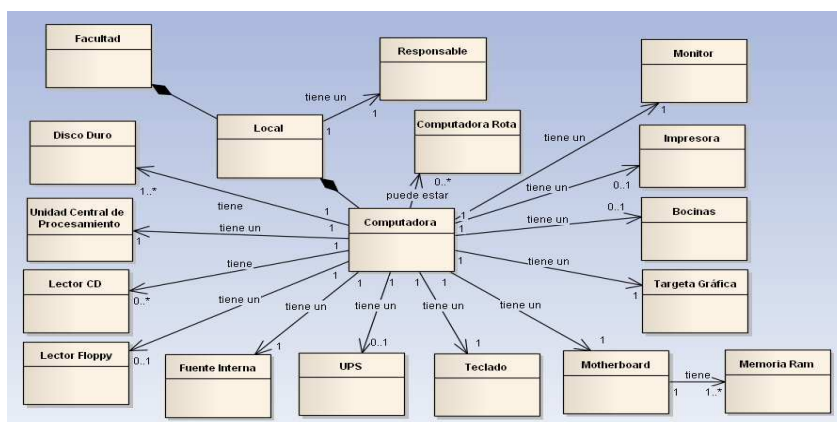 Facultad
Responsable
Monitor
tiene un
1
1
1
tiene un
Local
Computadora Rota
Impresora
Disco Duro
0..*
puede estar
tiene un
0..1
1..*
tiene
1
Unidad Central de
Procesamiento
1
tiene un
1
Computadora
1
1
tiene un
0..1
Bocinas
Lector CD
0..*
tiene
1
1
tiene un
1
Targeta Gráfica
Lector Floppy
0..1
tiene un
1
1
1
1
1
1
tiene un
tiene un
tiene un
tiene un
1
0..1
1
1
Fuente Interna
UPS
Teclado
Motherboard
1
tiene
1..*
Memoria Ram